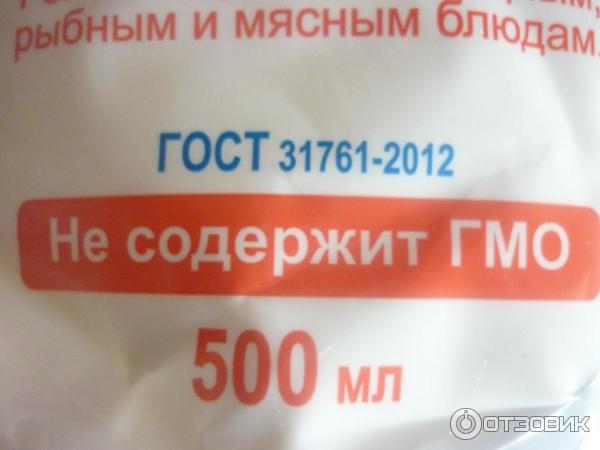 рыбным и мясным блюдам.
ГОСТ 31761-2012
Не содержит ГМО
500 мл
ОТЗОВИК